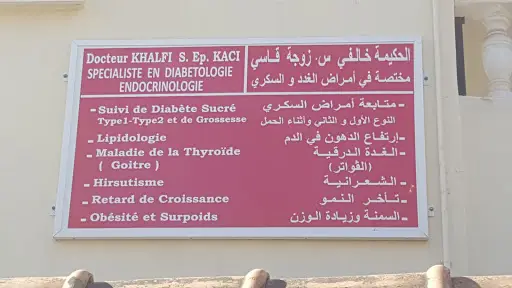 Docteur KHALFI S. Ep. KACI
SPECIALISTE EN DIABETOLOGIE
ENDOCRINOLOGIE
الحكيمة خالفي س. زوجة قاسي
مختصة في أمراض الغدد و السكري
- Suivi de Diabète Sucré
Type1-Type2 et de Grossesse
- Lipidologie
- Maladie de la Thyroïde
( Goitre )
- Hirsutisme
- Retard de Croissance
- Obésité et Surpoids
- متابعة أمراض السكري
النوع الأول و الثاني وأثناء الحمل
- إرتفاع الدهون في الدم
- الغدة الدرقية
(الڤواتر)
- الشعرانية
- تأخر النمو
- السمنة وزيادة الوزن